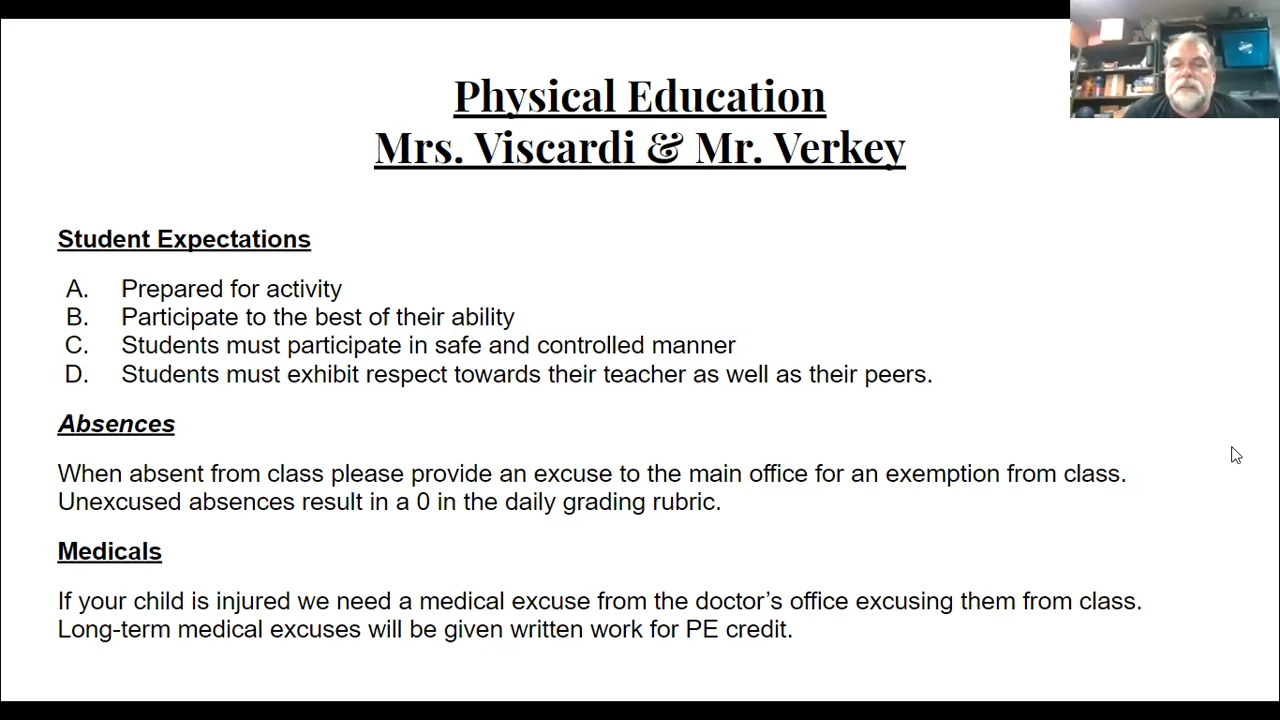 Physical Education
Mrs. Viscardi & Mr. Verkey
Student Expectations
A. Prepared for activity
B. Participate to the best of their ability
C. Students must participate in safe and controlled manner
D. Students must exhibit respect towards their teacher as well as their peers.
Absences
When absent from class please provide an excuse to the main office for an exemption from class.
Unexcused absences result in a 0 in the daily grading rubric.
Medicals
If your child is injured we need a medical excuse from the doctor’s office excusing them from class.
Long-term medical excuses will be given written work for PE credit.